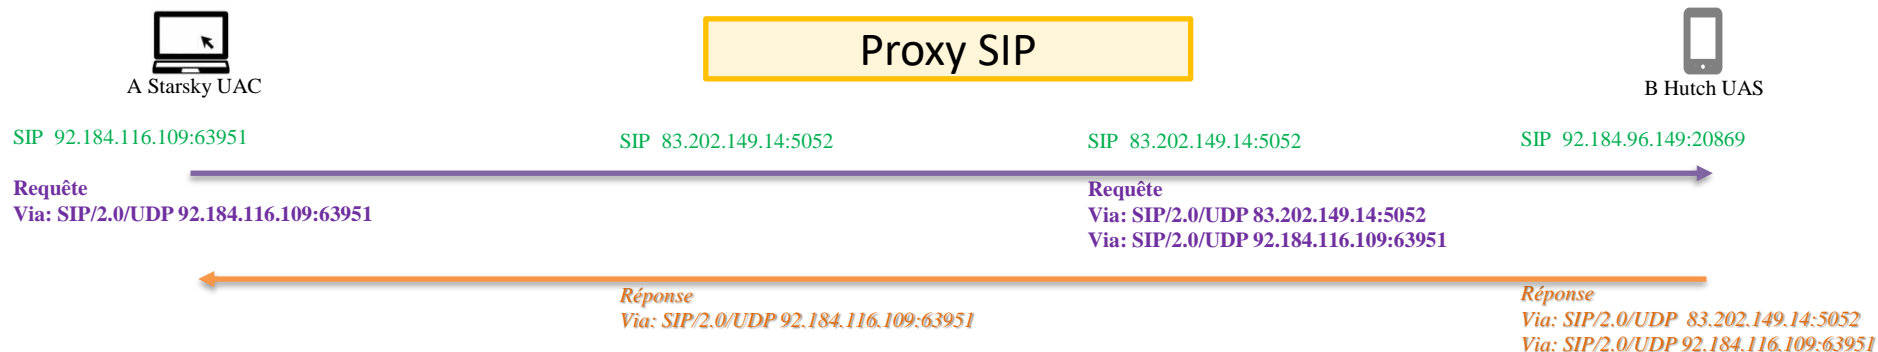 Proxy SIP
A Starsky UAC
B Hutch UAS
SIP 92.184.116.109:63951
SIP 83.202.149.14:5052
SIP 83.202.149.14:5052
SIP 92.184.96.149:20869
Requête
Via: SIP/2.0/UDP 92.184.116.109:63951
Requête
Via: SIP/2.0/UDP 83.202.149.14:5052
Via: SIP/2.0/UDP 92.184.116.109:63951
Réponse
Via: SIP/2.0/UDP 92.184.116.109:63951
Réponse
Via: SIP/2.0/UDP 83.202.149.14:5052
Via: SIP/2.0/UDP 92.184.116.109:63951